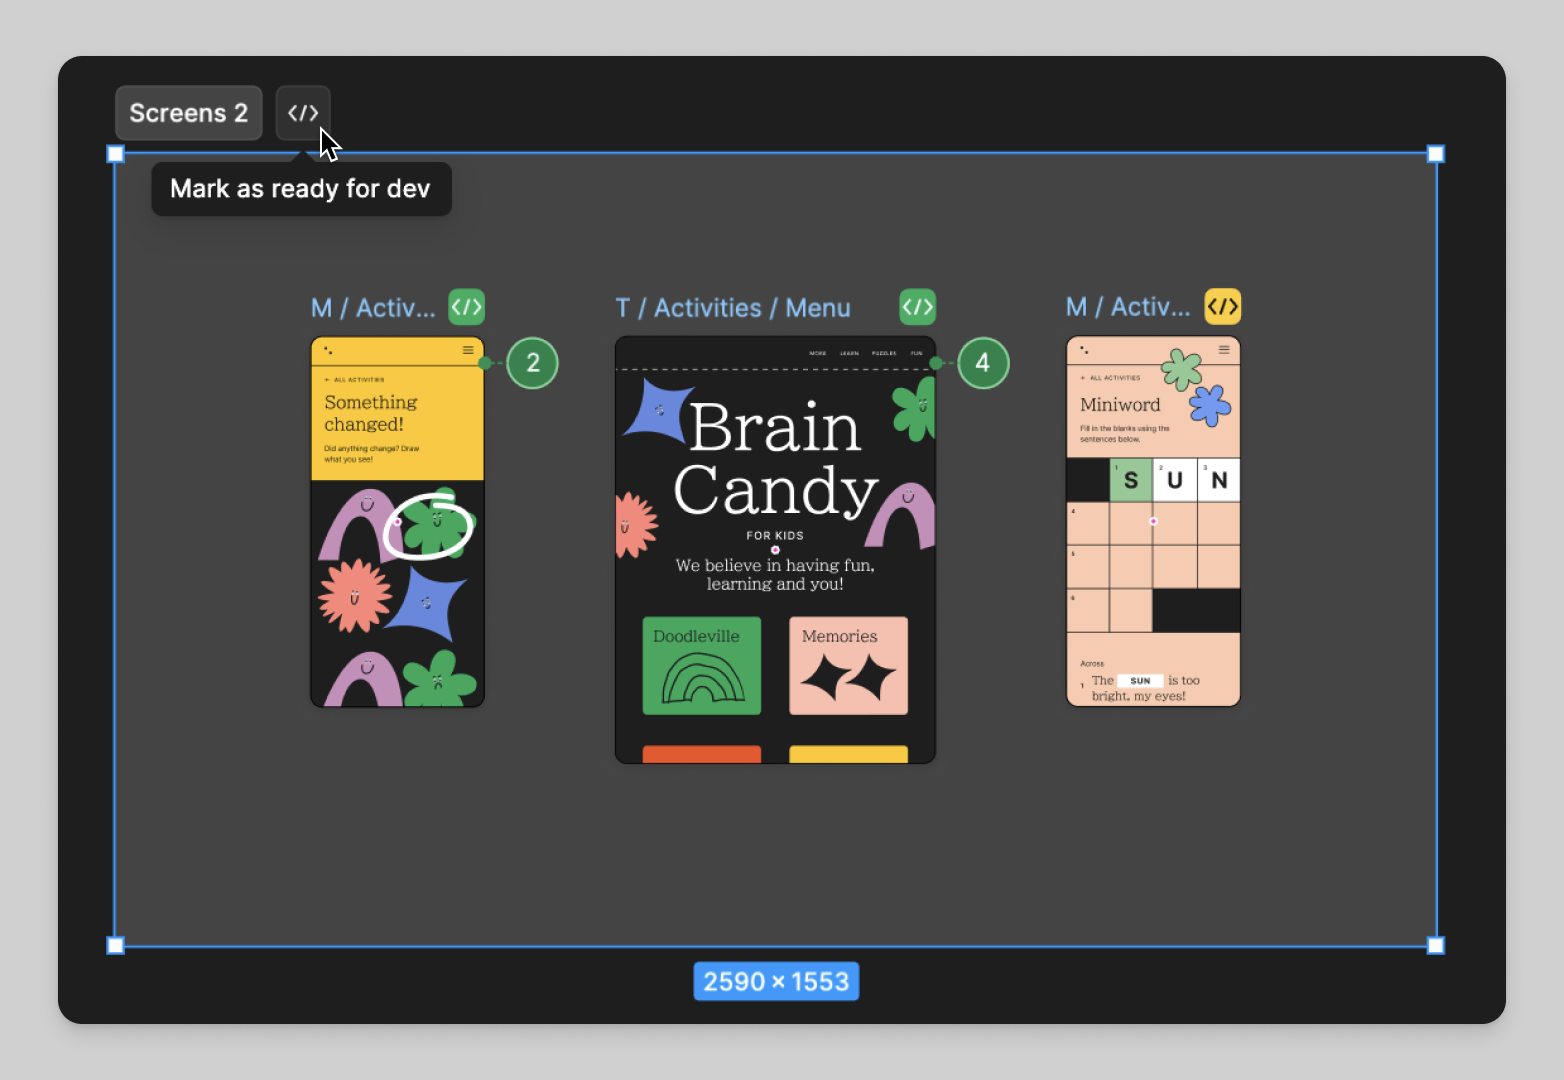 Screens 2
</>
Mark as ready for dev
M / Activ...
</>
T / Activities / Menu
</>
M / Activ...
</>
2
4
← ALL ACTIVITIES
Something
changed!
Did anything change? Draw
what you see!
MORE LEARN PUZZLES FUN
Brain
Candy
FOR KIDS
We believe in having fun,
learning and you!
Doodleville
Memories
← ALL ACTIVITIES
Miniword
Fill in the blanks using the
sentences below.
1 S 2 U 3 N
4
5
6
Across
1 The SUN is too
bright, my eyes!
2590 × 1553